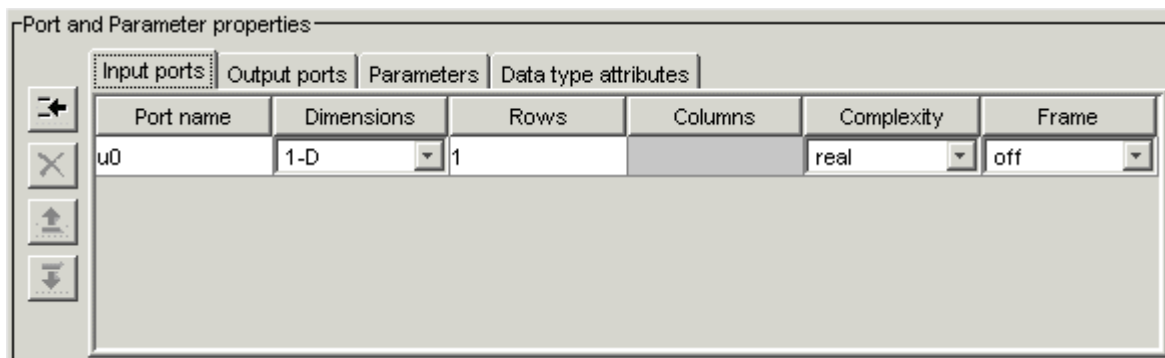 Port and Parameter properties
Input ports Output ports Parameters Data type attributes
Port name Dimensions Rows Columns Complexity Frame
u0 1-D 1 real off